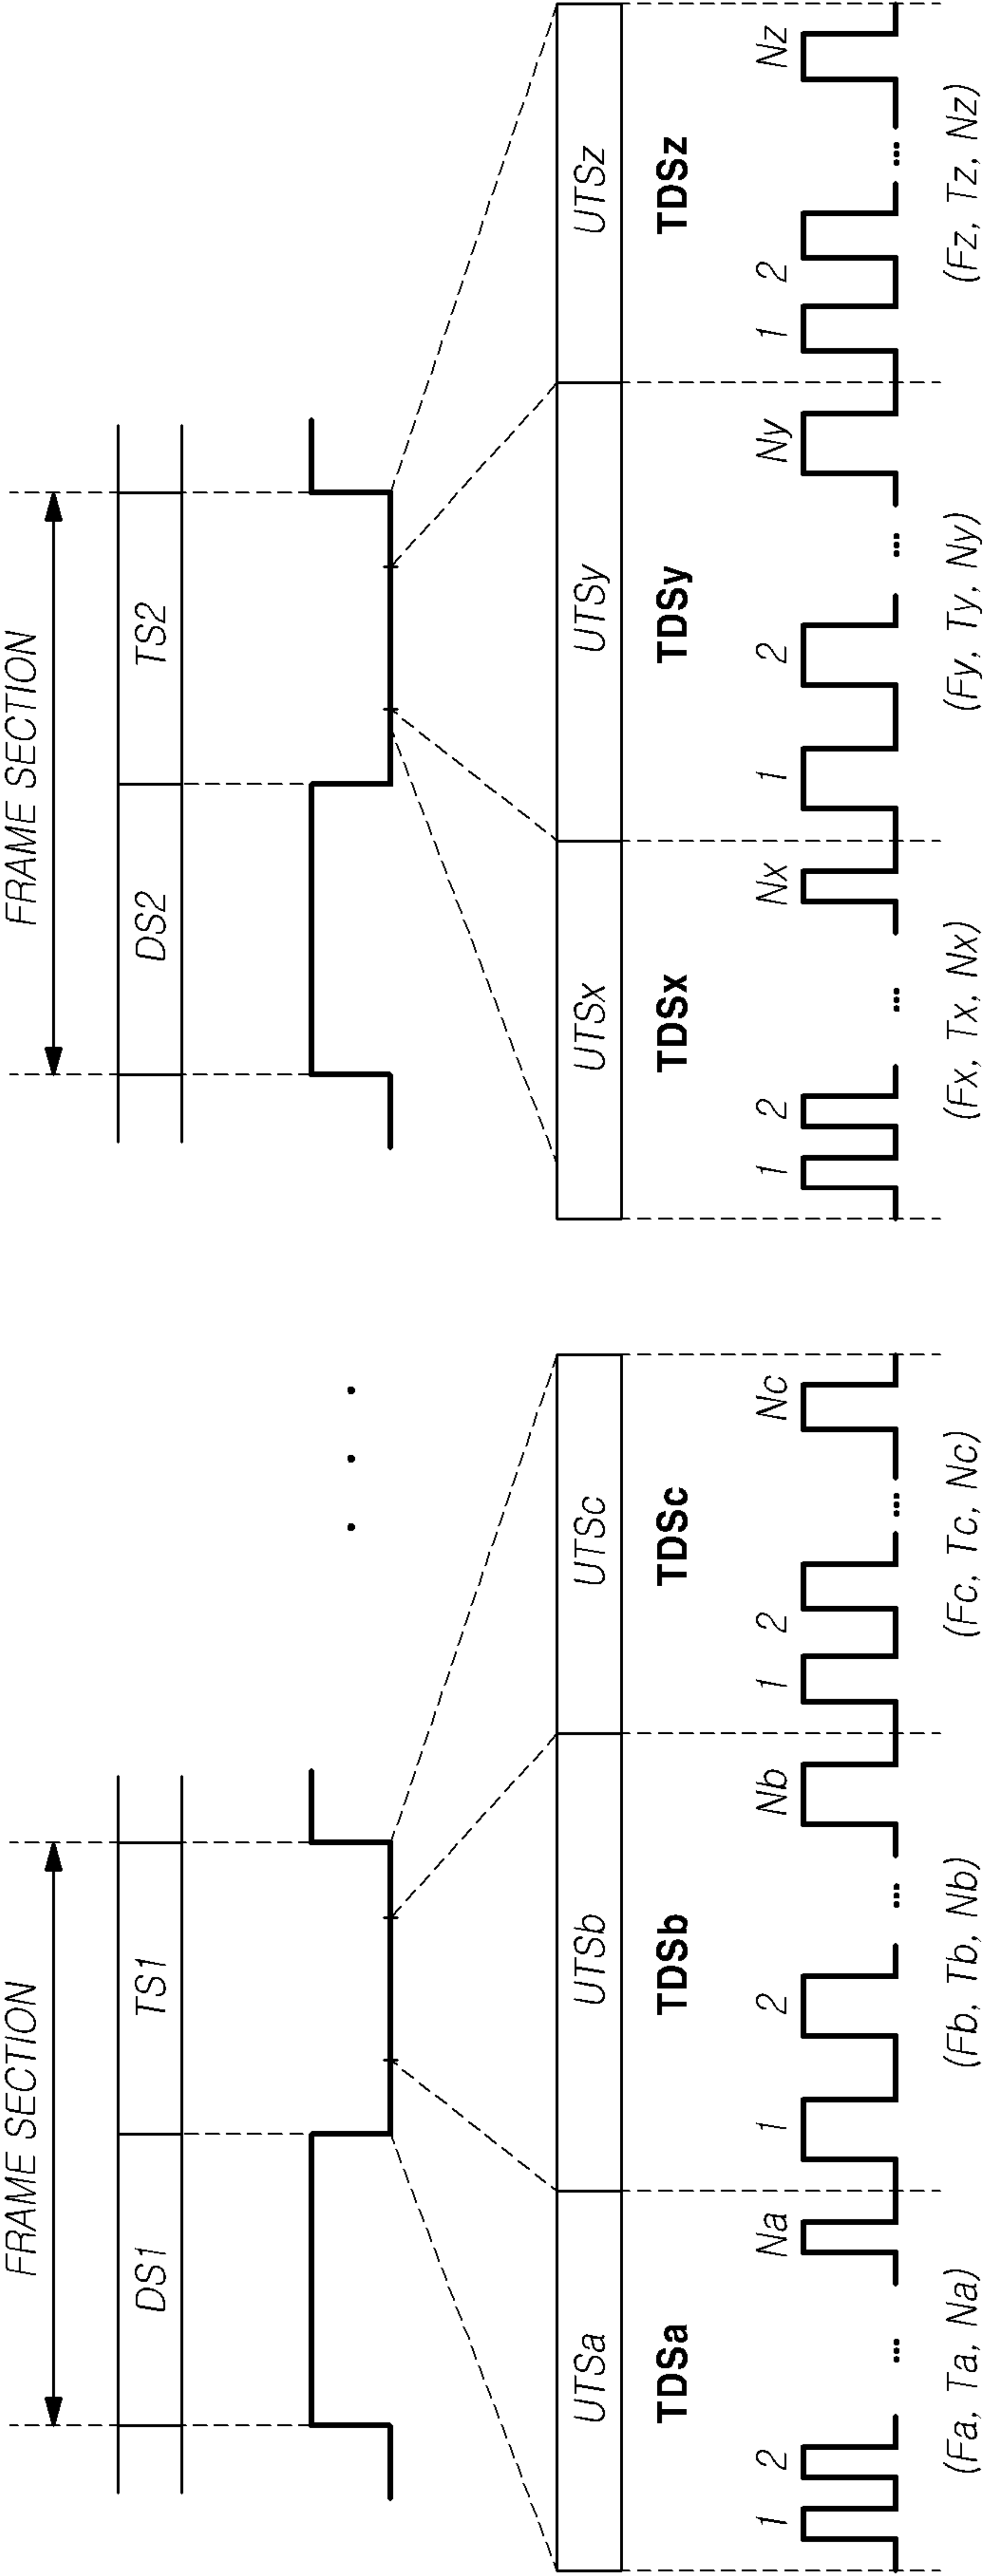 FRAME SECTION FRAME SECTION
DS1 TS1 DS2 TS2
UTSa UTSb UTSc UTSx UTSy UTSz
TDSa TDSb TDSc TDSx TDSy TDSz
1 2 Na 1 2 Nb 1 2 Nc 1 2 Nx 1 2 Ny 1 2 Nz
... ... ... ... ... ...
(Fa, Ta, Na) (Fb, Tb, Nb) (Fc, Tc, Nc) (Fx, Tx, Nx) (Fy, Ty, Ny) (Fz, Tz, Nz)